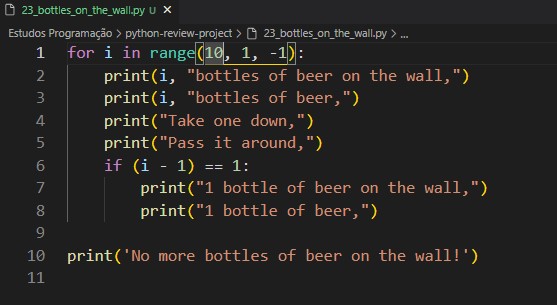 23_bottles_on_the_wall.py U ×
Estudos Programação > python-review-project > 23_bottles_on_the_wall.py > ...
1 for i in range(10, 1, -1):
2     print(i, "bottles of beer on the wall,")
3     print(i, "bottles of beer,")
4     print("Take one down,")
5     print("Pass it around,")
6     if (i - 1) == 1:
7         print("1 bottle of beer on the wall,")
8         print("1 bottle of beer,")
9
10 print('No more bottles of beer on the wall!')
11